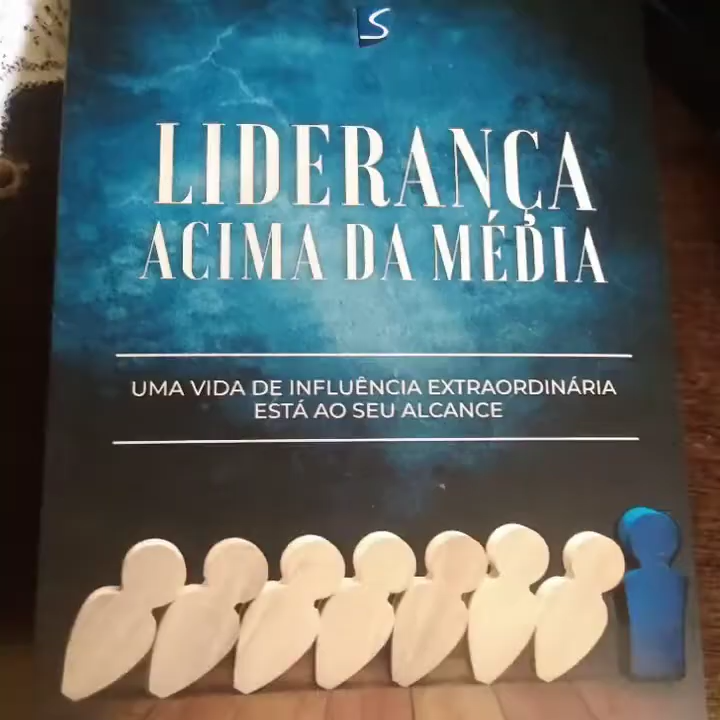 S
LIDERANÇA
ACIMA DA MÉDIA
UMA VIDA DE INFLUÊNCIA EXTRAORDINÁRIA
ESTÁ AO SEU ALCANCE